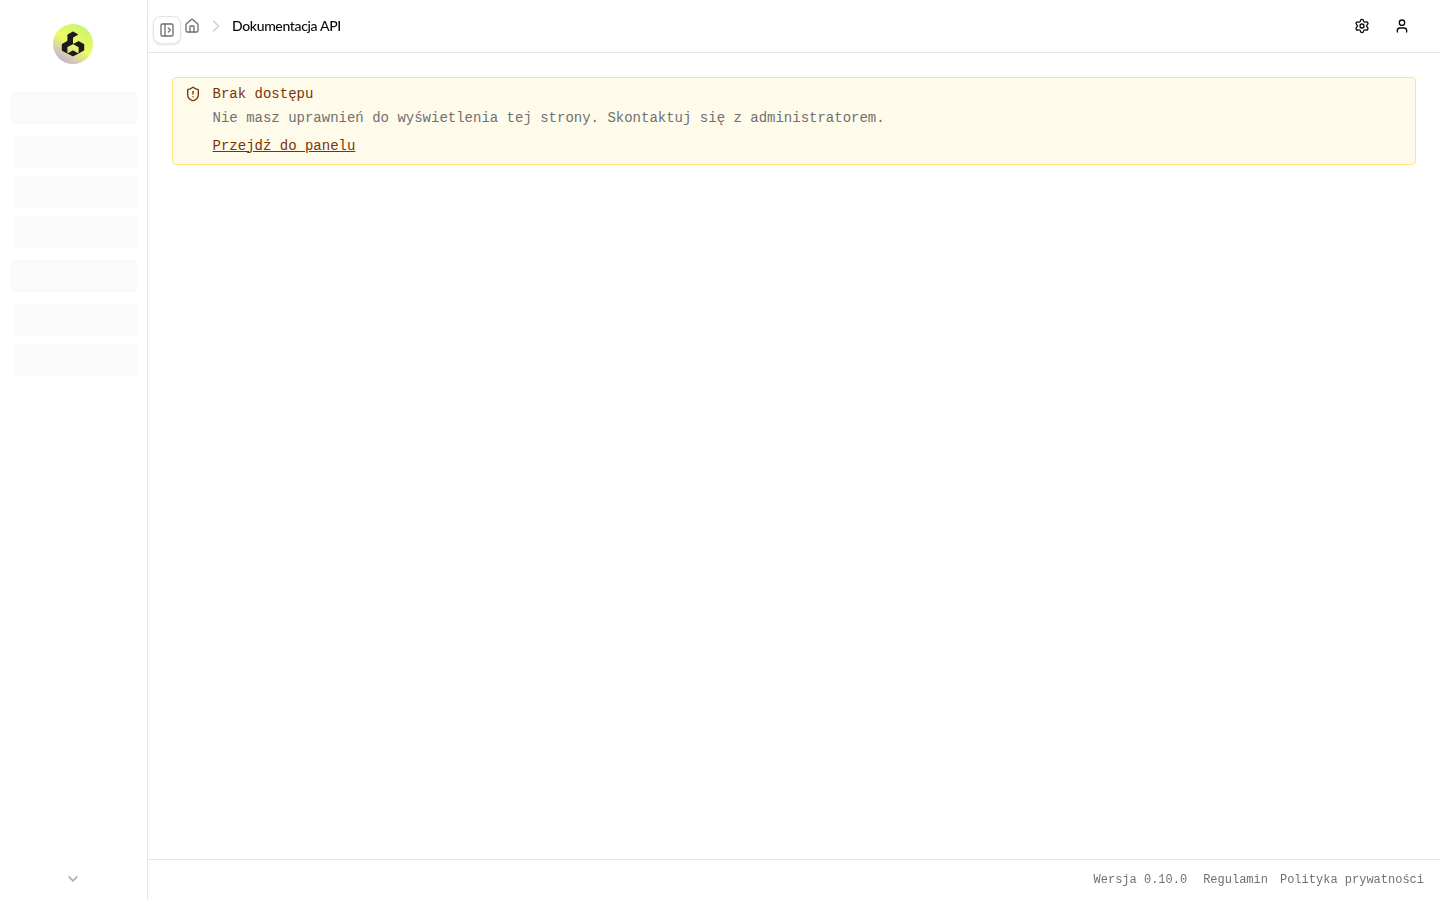 Dokumentacja API
Brak dostępu
Nie masz uprawnień do wyświetlenia tej strony. Skontaktuj się z administratorem.
Przejdź do panelu
Wersja 0.10.0 Regulamin Polityka prywatności